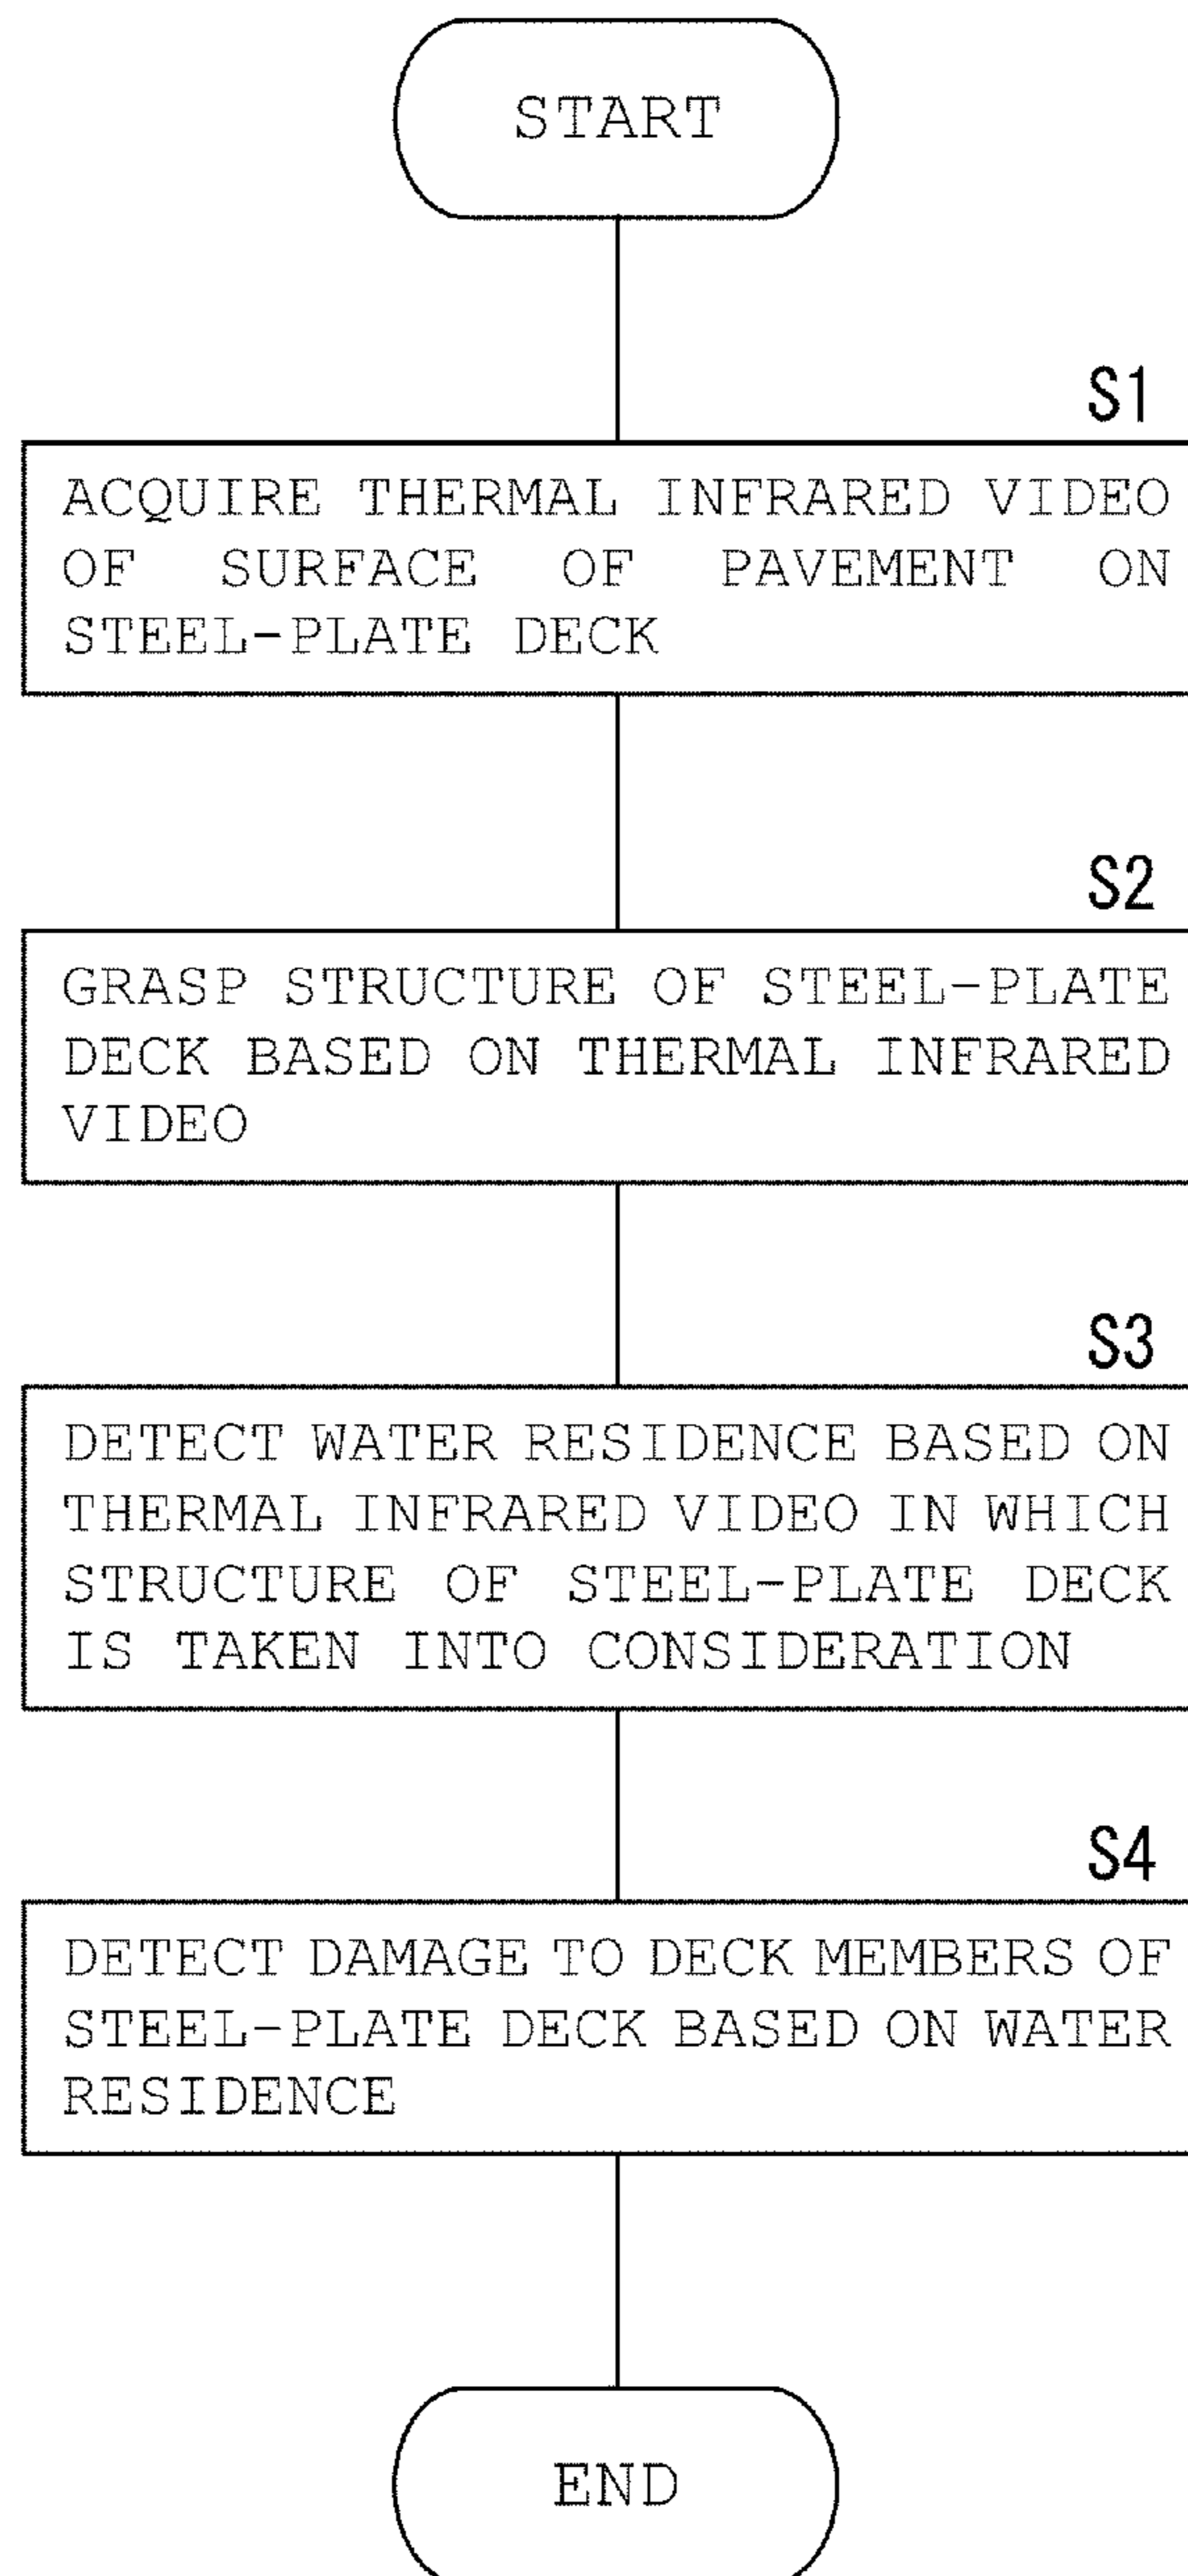 START
S1
ACQUIRE THERMAL INFRARED VIDEO
OF SURFACE OF PAVEMENT ON
STEEL-PLATE DECK
S2
GRASP STRUCTURE OF STEEL-PLATE
DECK BASED ON THERMAL INFRARED
VIDEO
S3
DETECT WATER RESIDENCE BASED ON
THERMAL INFRARED VIDEO IN WHICH
STRUCTURE OF STEEL-PLATE DECK
IS TAKEN INTO CONSIDERATION
S4
DETECT DAMAGE TO DECK MEMBERS OF
STEEL-PLATE DECK BASED ON WATER
RESIDENCE
END